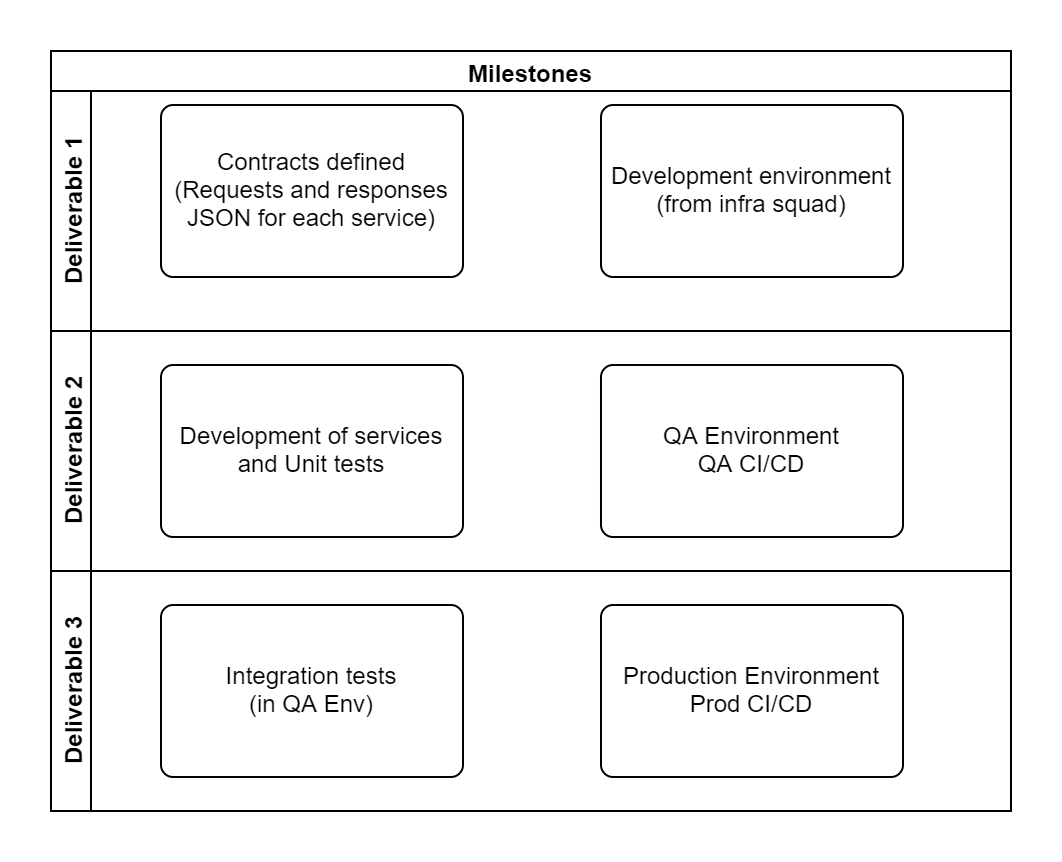 Milestones
Deliverable 1
Contracts defined
(Requests and responses
JSON for each service)
Development environment
(from infra squad)
Deliverable 2
Development of services
and Unit tests
QA Environment
QA CI/CD
Deliverable 3
Integration tests
(in QA Env)
Production Environment
Prod CI/CD